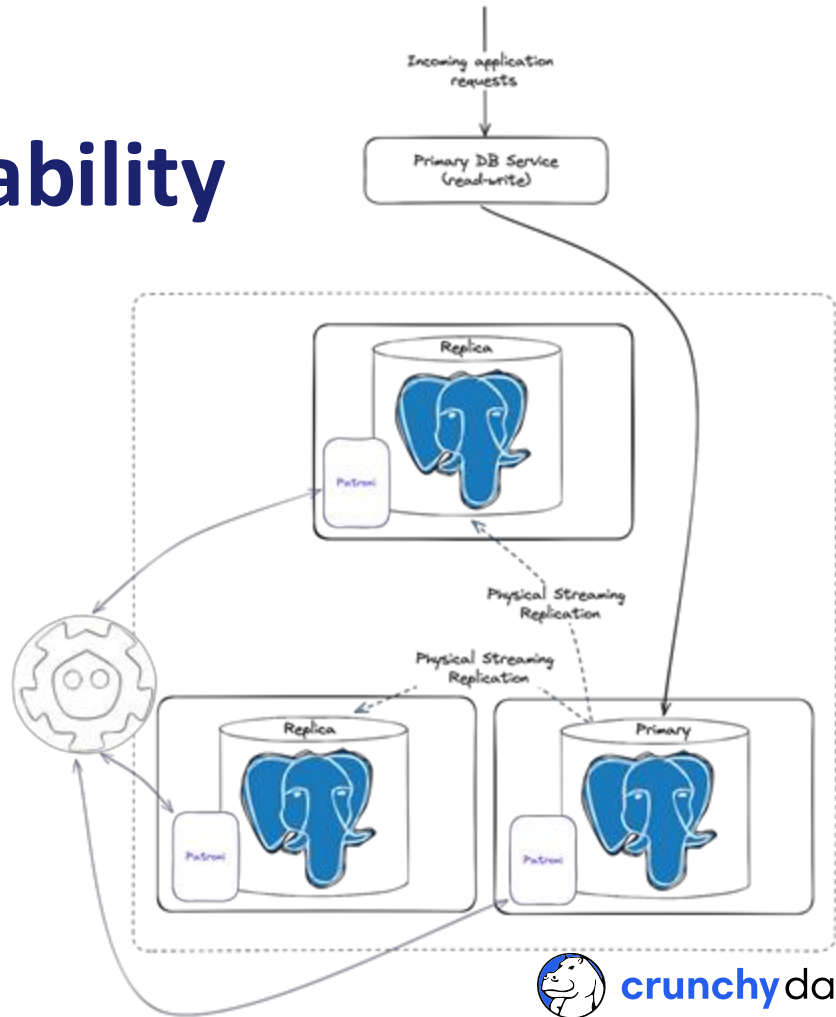 Incoming application
requests
ability
Primary DB Service
(read-write)
Replica
Patroni
Physical Streaming
Replication
Physical Streaming
Replication
Replica
Primary
Patroni
Patroni
crunchyda